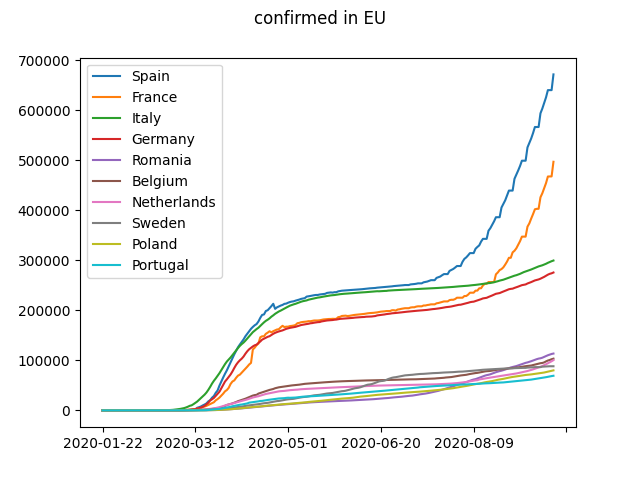 confirmed in EU
700000
600000
500000
400000
300000
200000
100000
0
Spain
France
Italy
Germany
Romania
Belgium
Netherlands
Sweden
Poland
Portugal
2020-01-22
2020-03-12
2020-05-01
2020-06-20
2020-08-09